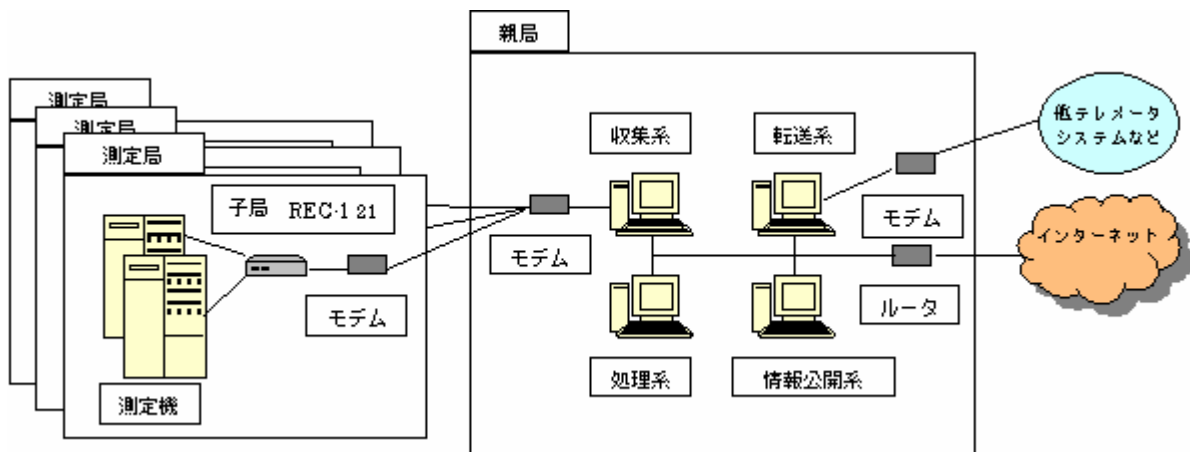 親局
測定局
測定局
測定局
子局 REC-121
モデム
測定機
収集系
転送系
モデム
モデム
処理系
情報公開系
ルータ
他テレメータ
システムなど
インターネット